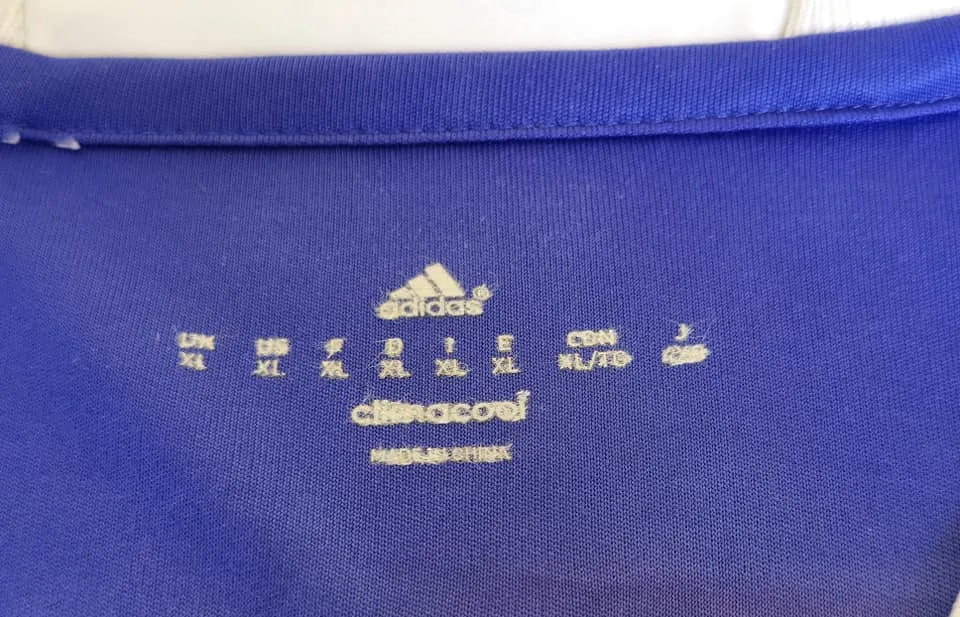 adidas®
UK US F D I E CDN J
XL XL XL XL XL XL XL/TG
climacool
MADE IN CHINA